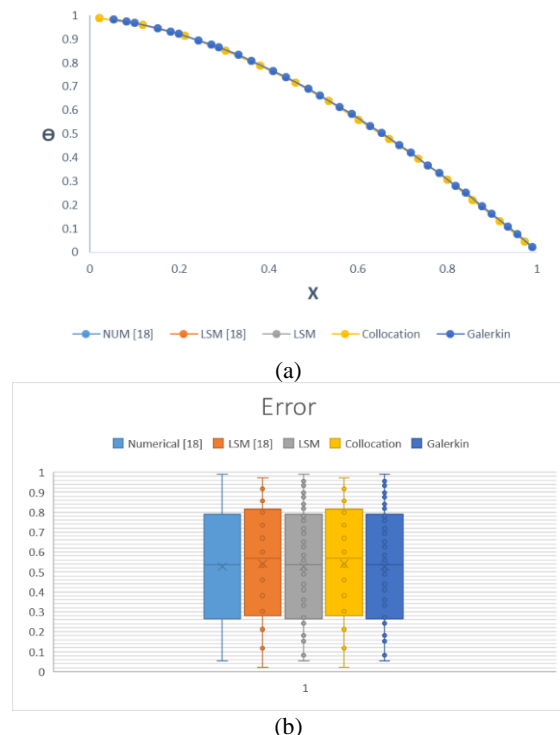 1
0.9
0.8
0.7
0.6
0.5
0.4
0.3
0.2
0.1
0
ɵ
0 0.2 0.4 0.6 0.8 1
X
NUM [18] LSM [18] LSM Collocation Galerkin
(a)
Error
Numerical [18] LSM [18] LSM Collocation Galerkin
1
0.9
0.8
0.7
0.6
0.5
0.4
0.3
0.2
0.1
0
1
(b)